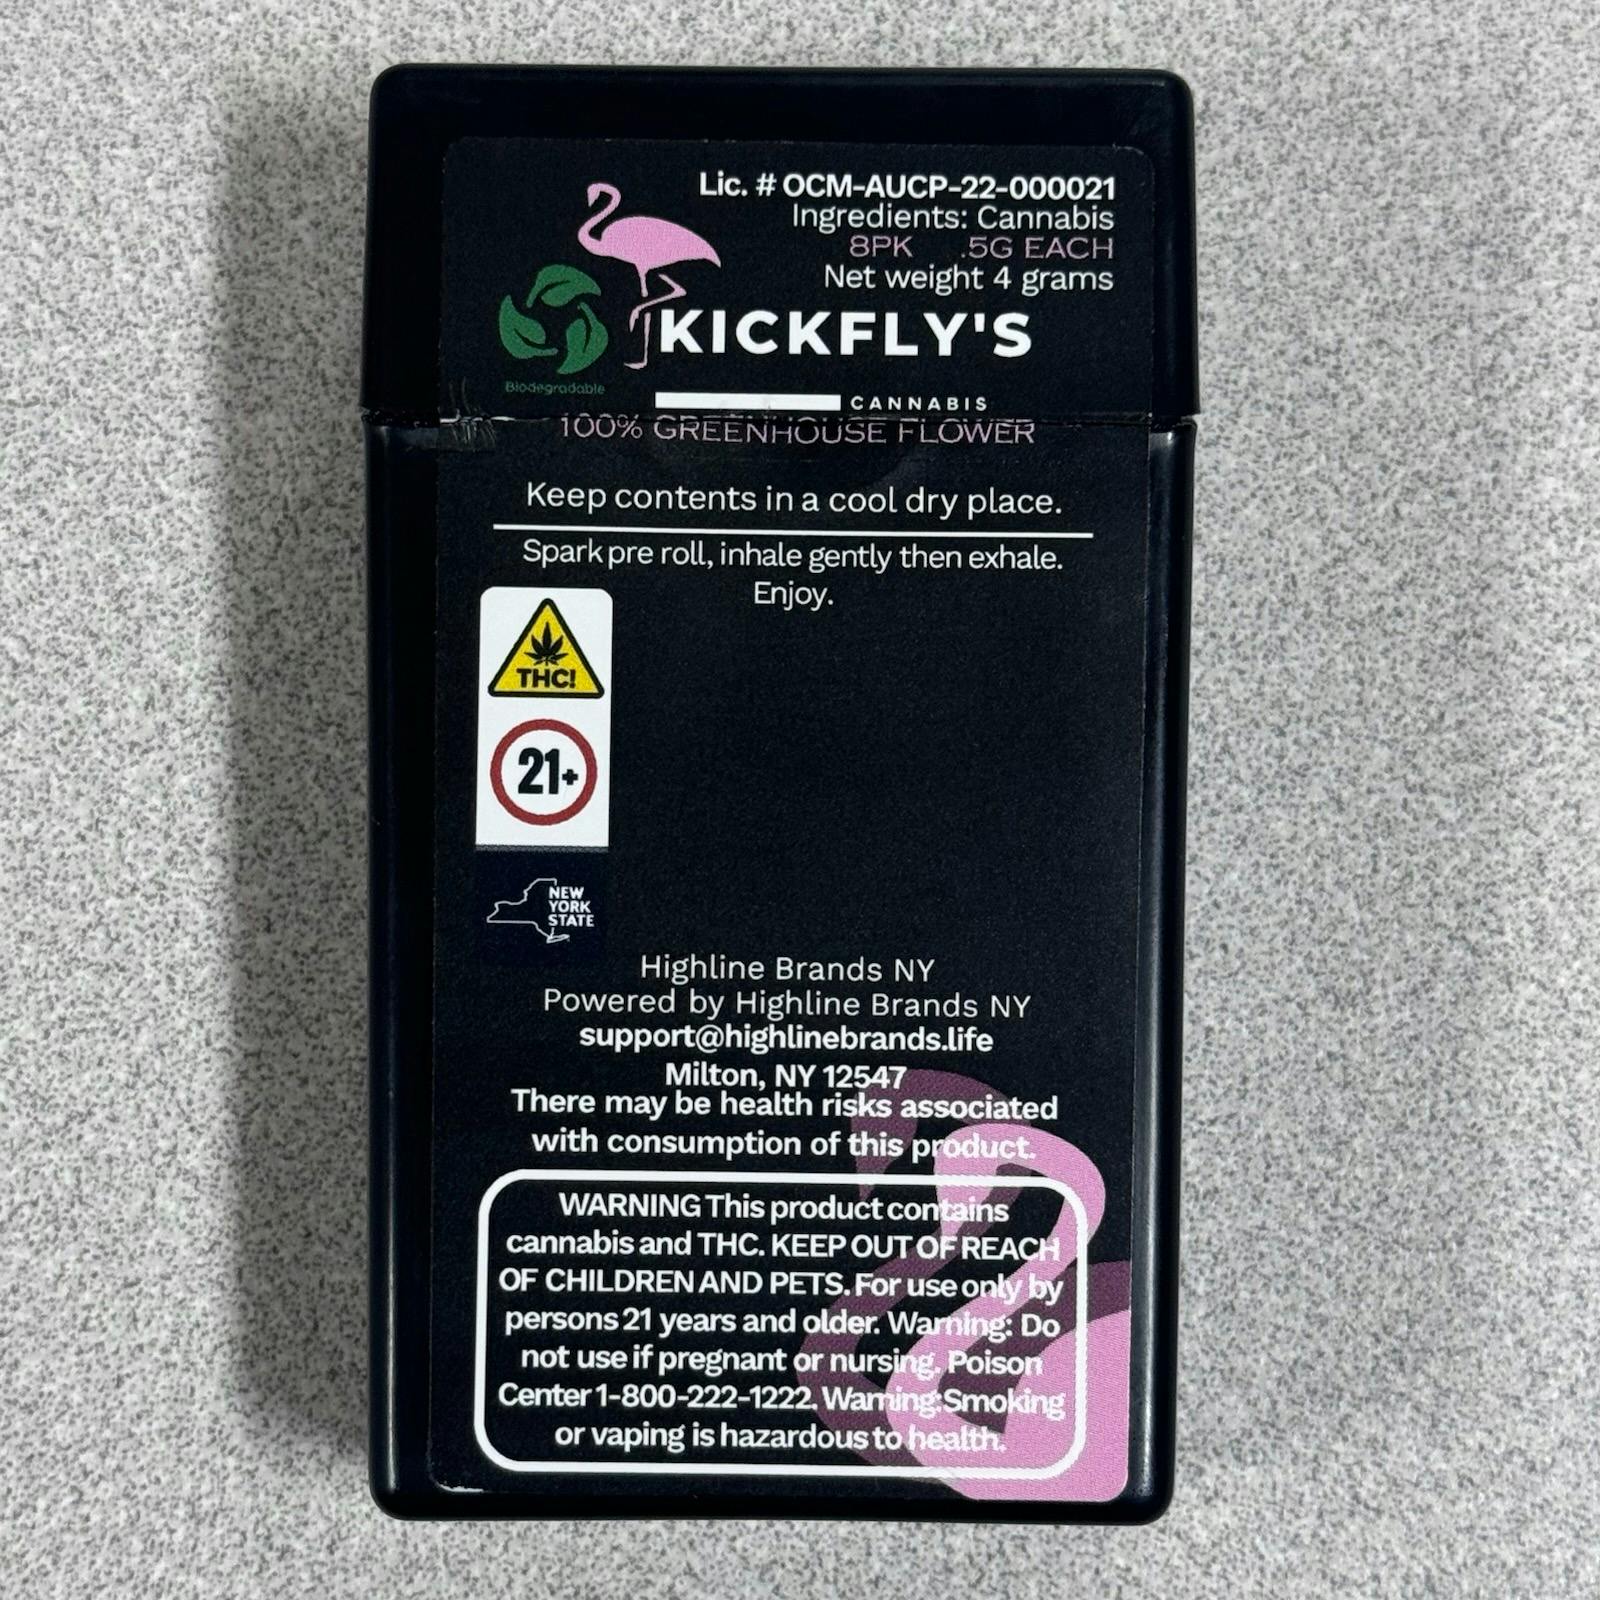 Lic. # OCM-AUCP-22-000021
Ingredients: Cannabis
8PK .5G EACH
Net weight 4 grams
KICKFLY'S
Biodegradable
CANNABIS
100% GREENHOUSE FLOWER
Keep contents in a cool dry place.
Spark pre roll, inhale gently then exhale.
Enjoy.
THC!
21+
NEW
YORK
STATE
Highline Brands NY
Powered by Highline Brands NY
support@highlinebrands.life
Milton, NY 12547
There may be health risks associated
with consumption of this product.
WARNING This product contains
cannabis and THC. KEEP OUT OF REACH
OF CHILDREN AND PETS. For use only by
persons 21 years and older. Warning: Do
not use if pregnant or nursing. Poison
Center 1-800-222-1222. Warning:Smoking
or vaping is hazardous to health.